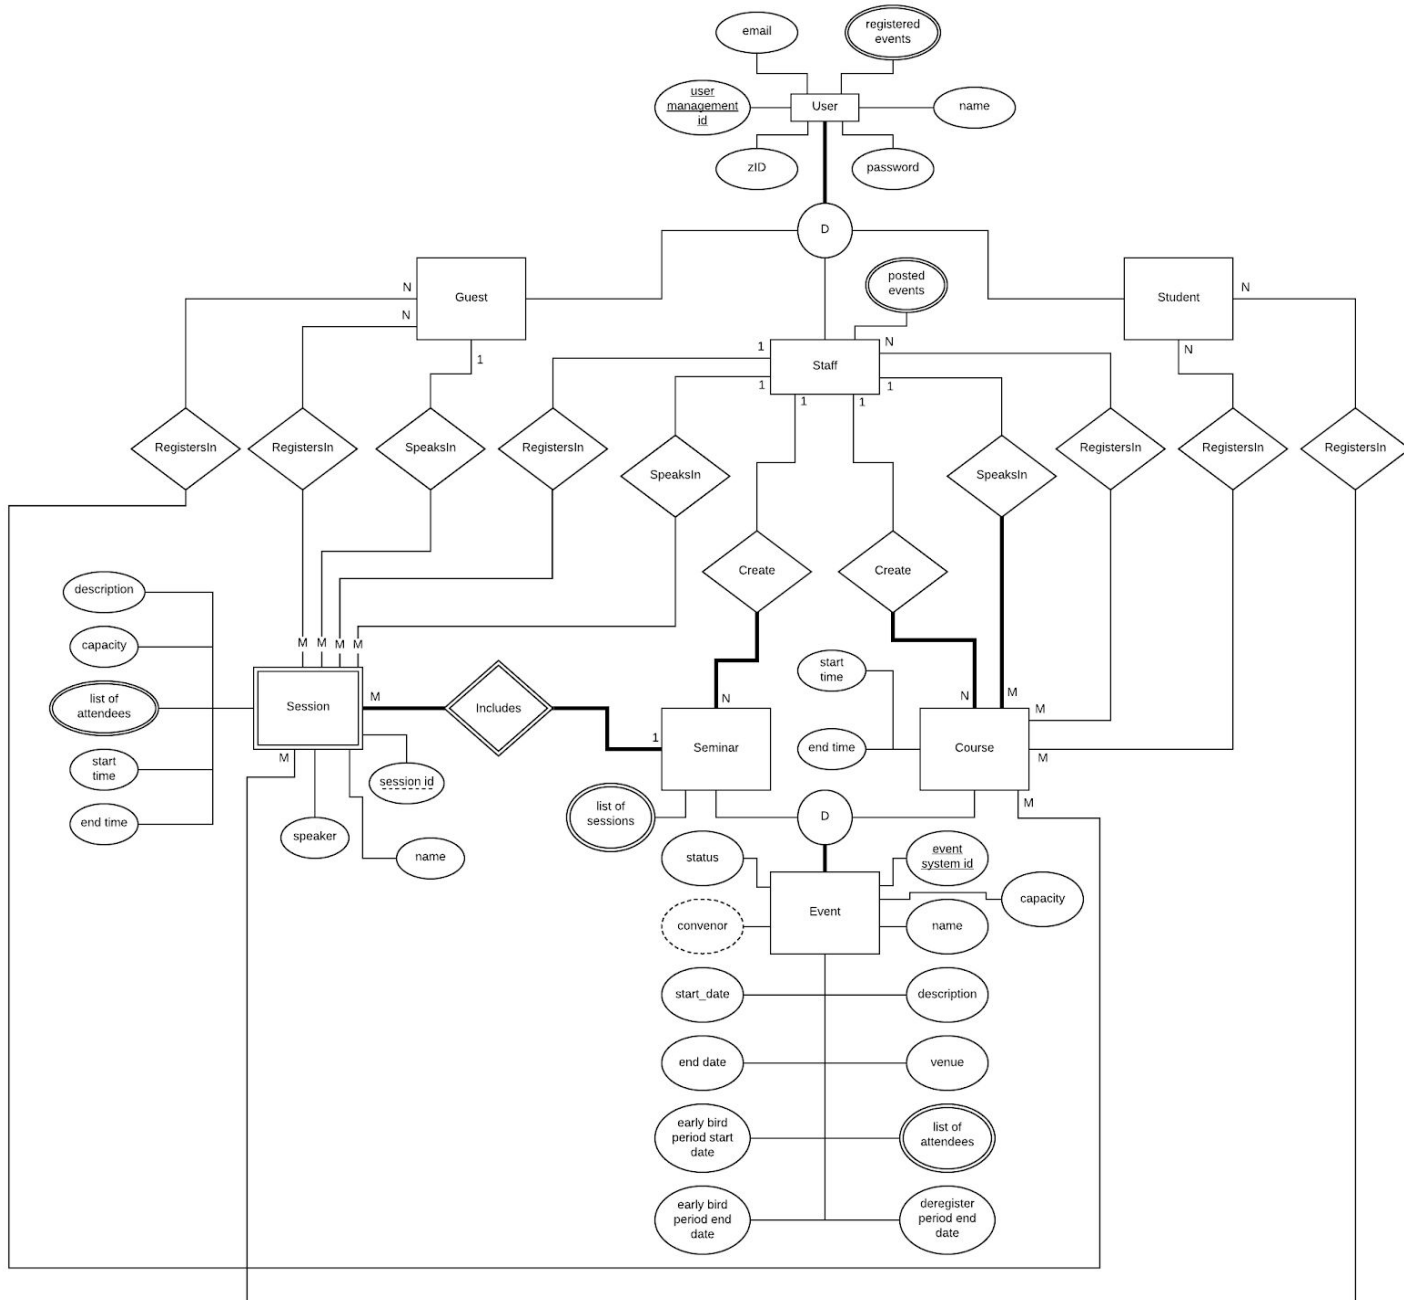 email
registered
events
user
management
id
User
name
zID
password
D
Guest
N
N
1
posted
events
Student
N
N
Staff
1
N
1
1
1
1
RegistersIn
RegistersIn
SpeaksIn
RegistersIn
SpeaksIn
SpeaksIn
RegistersIn
RegistersIn
RegistersIn
Create
Create
description
capacity
list of
attendees
start
time
end time
M
M
M
M
Session
M
M
Includes
1
N
Seminar
start
time
end time
N
M
M
M
M
Course
session id
speaker
name
list of
sessions
D
status
event
system id
capacity
convenor
Event
name
start_date
description
end date
venue
early bird
period start
date
list of
attendees
early bird
period end
date
deregister
period end
date